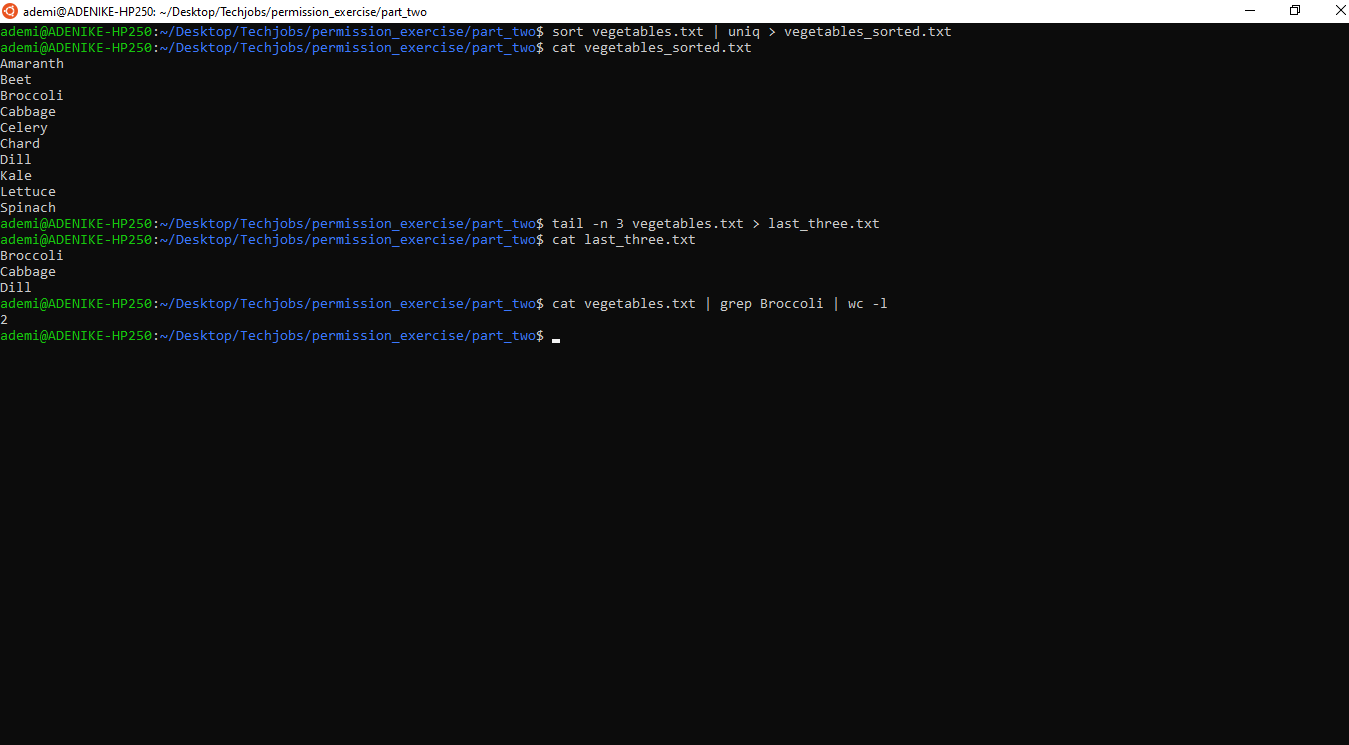 ademi@ADENIKE-HP250: ~/Desktop/Techjobs/permission_exercise/part_two
ademi@ADENIKE-HP250:~/Desktop/Techjobs/permission_exercise/part_two$ sort vegetables.txt | uniq > vegetables_sorted.txt
ademi@ADENIKE-HP250:~/Desktop/Techjobs/permission_exercise/part_two$ cat vegetables_sorted.txt
Amaranth
Beet
Broccoli
Cabbage
Celery
Chard
Dill
Kale
Lettuce
Spinach
ademi@ADENIKE-HP250:~/Desktop/Techjobs/permission_exercise/part_two$ tail -n 3 vegetables.txt > last_three.txt
ademi@ADENIKE-HP250:~/Desktop/Techjobs/permission_exercise/part_two$ cat last_three.txt
Broccoli
Cabbage
Dill
ademi@ADENIKE-HP250:~/Desktop/Techjobs/permission_exercise/part_two$ cat vegetables.txt | grep Broccoli | wc -l
2
ademi@ADENIKE-HP250:~/Desktop/Techjobs/permission_exercise/part_two$